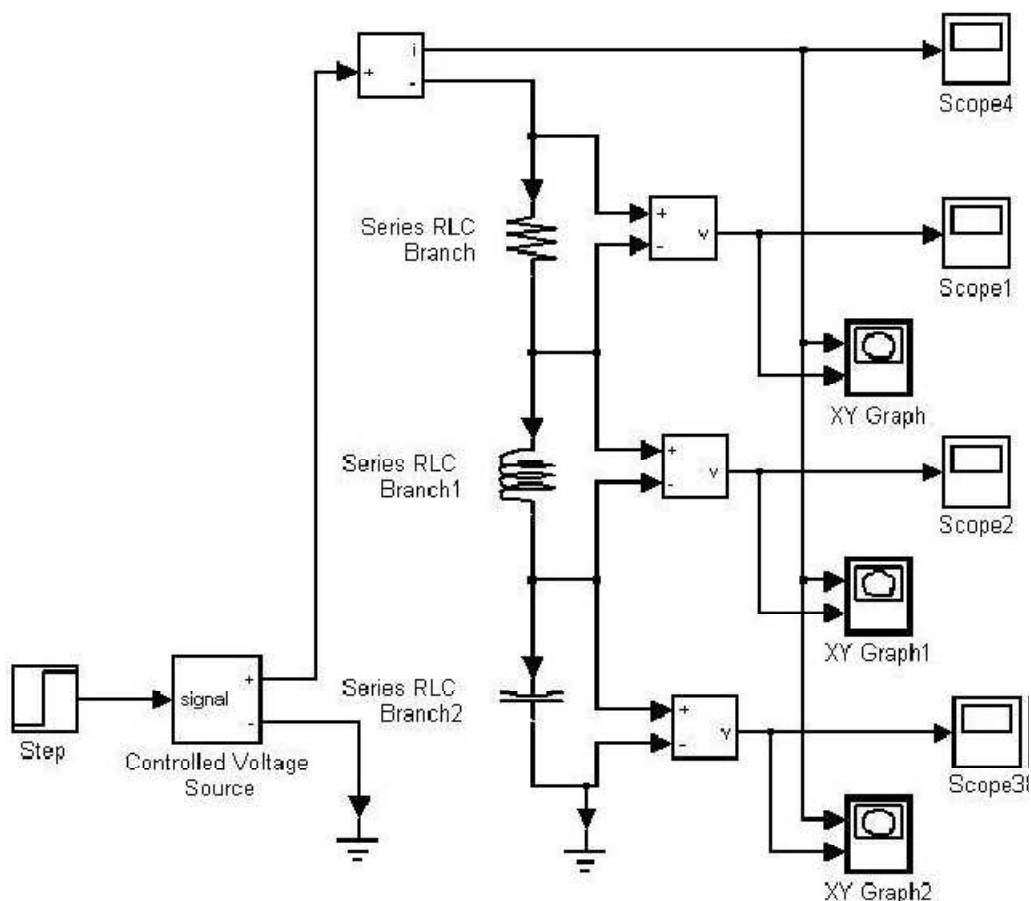 i
+
-
Scope4
Series RLC
Branch
+
-
v
Scope1
XY Graph
Series RLC
Branch1
+
-
v
Scope2
XY Graph1
Step
signal
+
-
Controlled Voltage
Source
Series RLC
Branch2
+
-
v
Scope38
XY Graph2